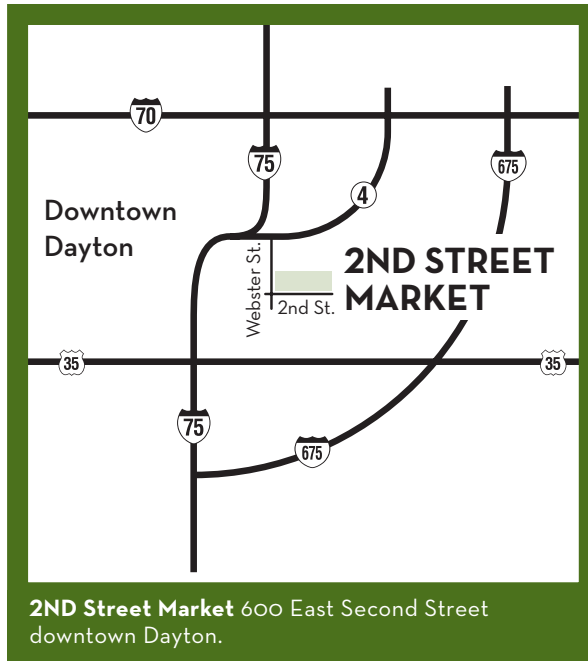 70
75
675
4
Downtown
Dayton
Webster St.
2nd St.
2ND STREET
MARKET
35
35
75
675
2ND Street Market 600 East Second Street
downtown Dayton.